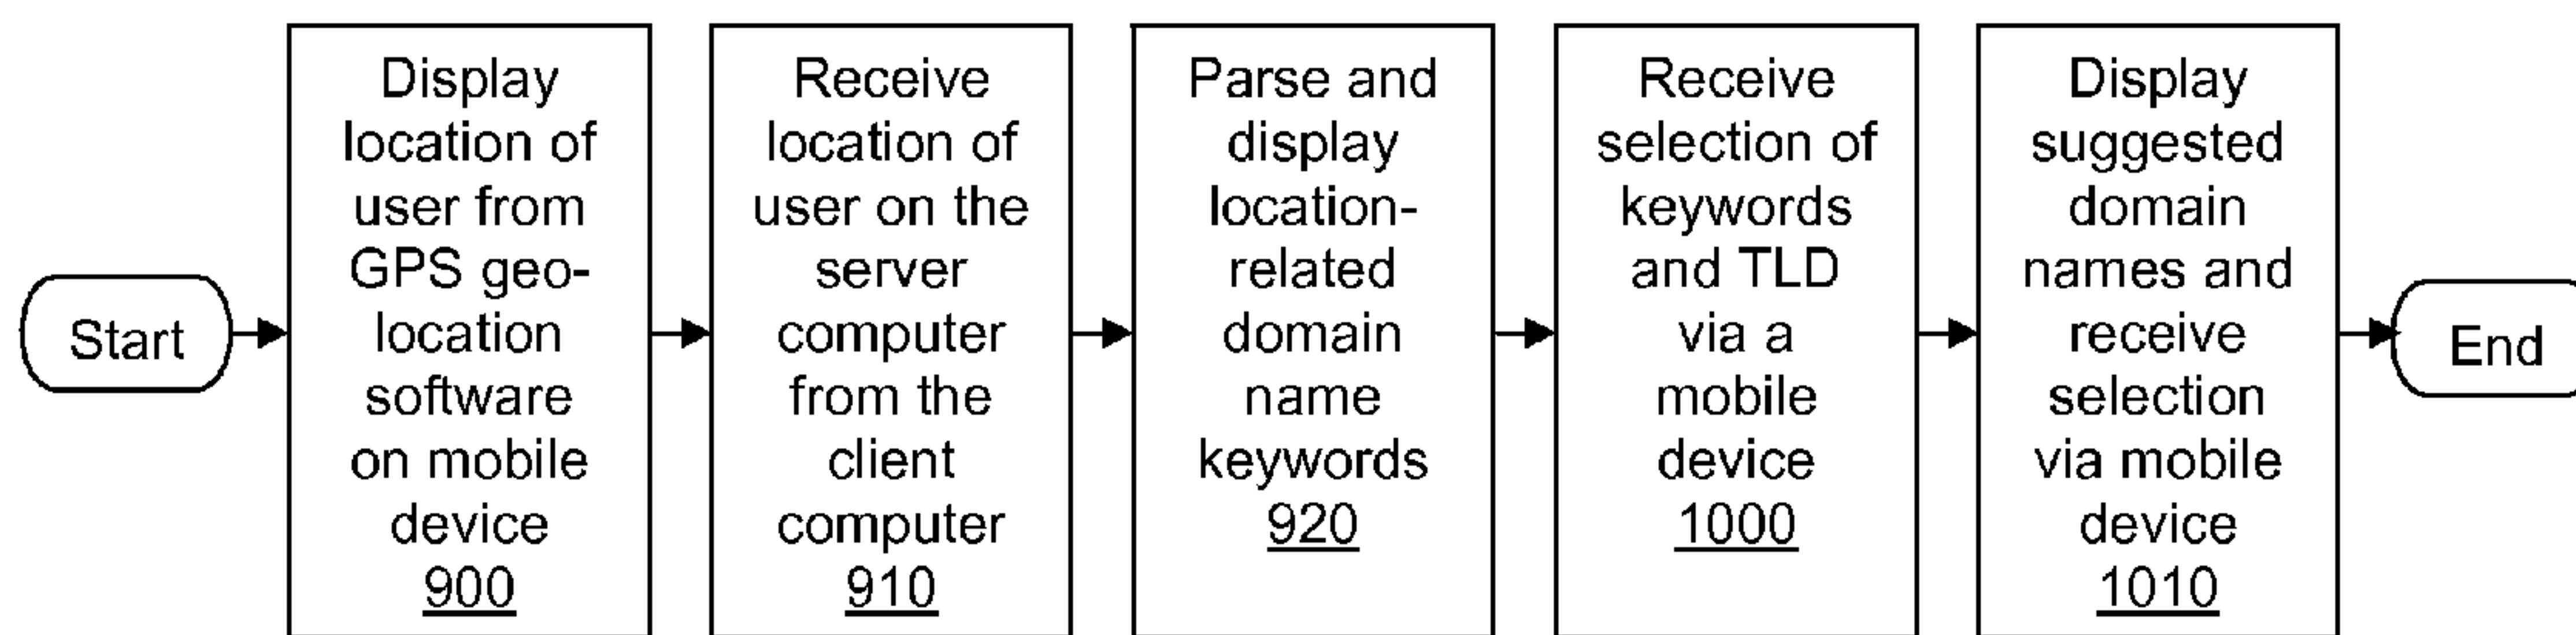 Start
Display
location of
user from
GPS geo-
location
software
on mobile
device
900
Receive
location of
user on the
server
computer
from the
client
computer
910
Parse and
display
location-
related
domain
name
keywords
920
Receive
selection of
keywords
and TLD
via a
mobile
device
1000
Display
suggested
domain
names and
receive
selection
via mobile
device
1010
End